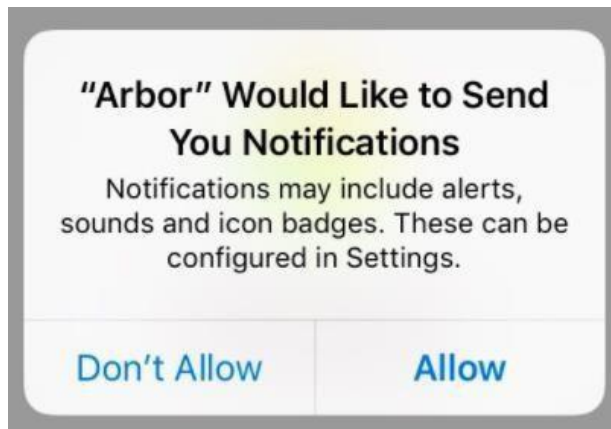 “Arbor” Would Like to Send
You Notifications
Notifications may include alerts,
sounds and icon badges. These can be
configured in Settings.
Don’t Allow
Allow